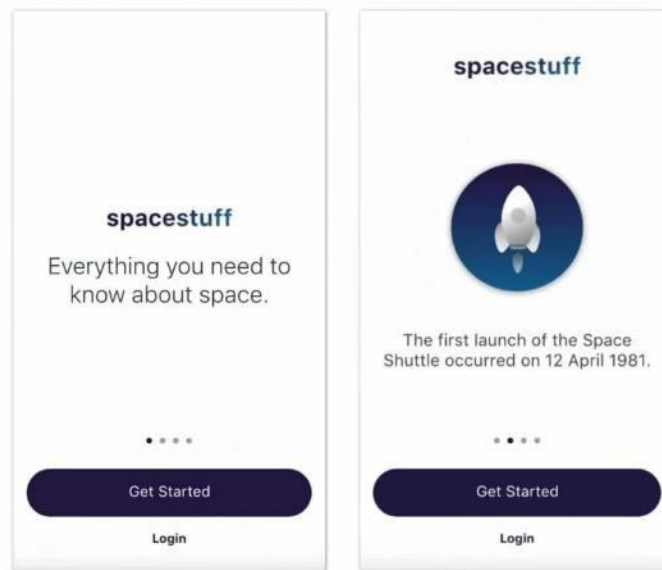 spacestuff
Everything you need to
know about space.
Get Started
Login
spacestuff
The first launch of the Space
Shuttle occurred on 12 April 1981.
Get Started
Login